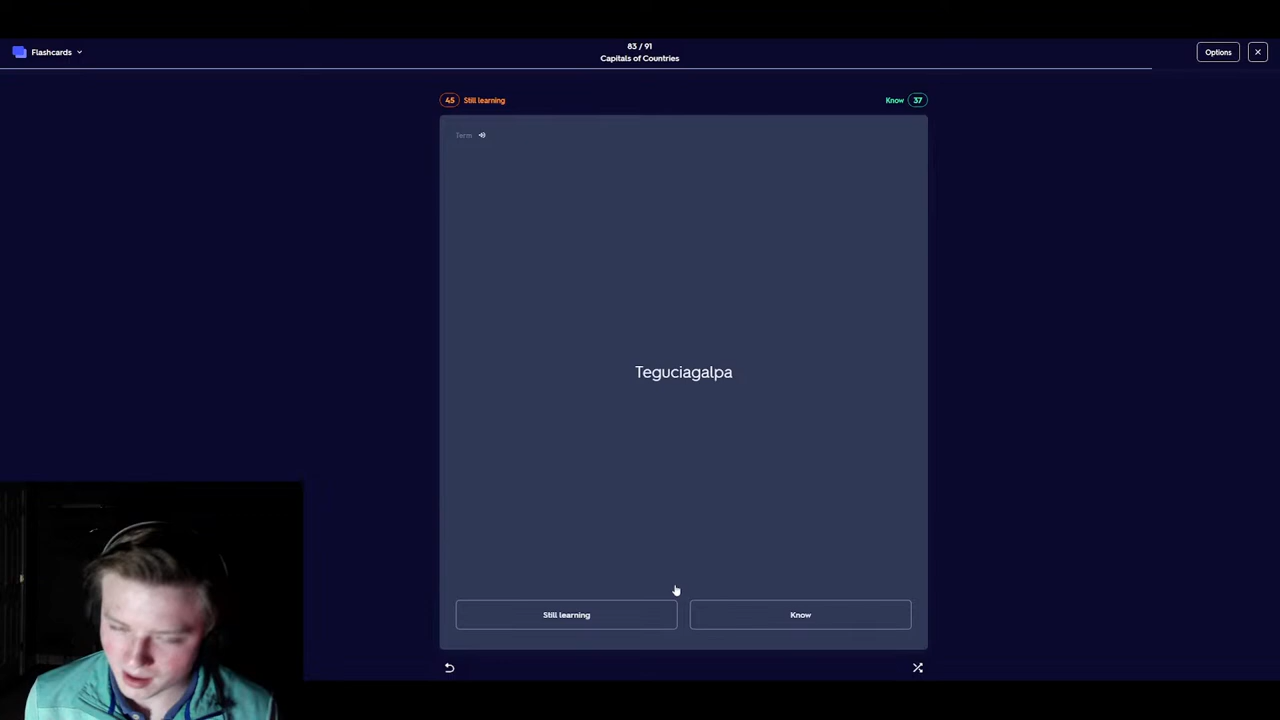 Flashcards
83 / 91
Capitals of Countries
Options
45 Still learning
Know 37
Term
Teguciagalpa
Still learning
Know